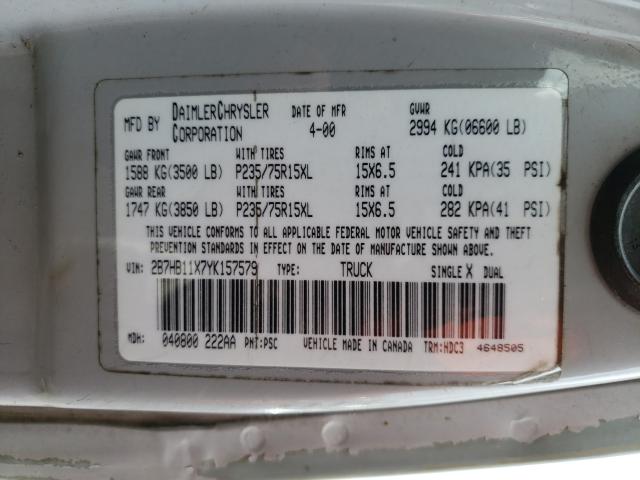 MFD BY DAIMLERCHRYSLER CORPORATION DATE OF MFR 4-00 GVWR 2994 KG(06600 LB)
GAWR FRONT WITH TIRES RIMS AT COLD
1588 KG(3500 LB) P235/75R15XL 15X6.5 241 KPA(35 PSI)
GAWR REAR WITH TIRES RIMS AT COLD
1747 KG(3850 LB) P235/75R15XL 15X6.5 282 KPA(41 PSI)
THIS VEHICLE CONFORMS TO ALL APPLICABLE FEDERAL MOTOR VEHICLE SAFETY AND THEFT
PREVENTION STANDARDS IN EFFECT ON THE DATE OF MANUFACTURE SHOWN ABOVE.
VIN: 2B7HB11X7YK157579 TYPE: TRUCK SINGLE X DUAL
MDH: 040800 222AA PNT:PSC VEHICLE MADE IN CANADA TRM:HDC3 4648505